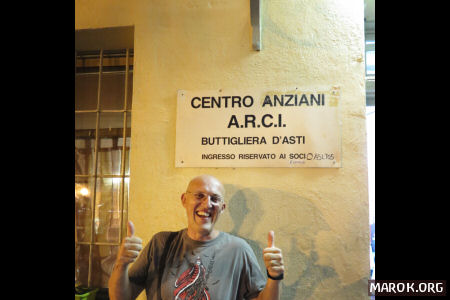 CENTRO ANZIANI
A.R.C.I.
BUTTIGLIERA D'ASTI
INGRESSO RISERVATO AI SOCI
MAROK.ORG